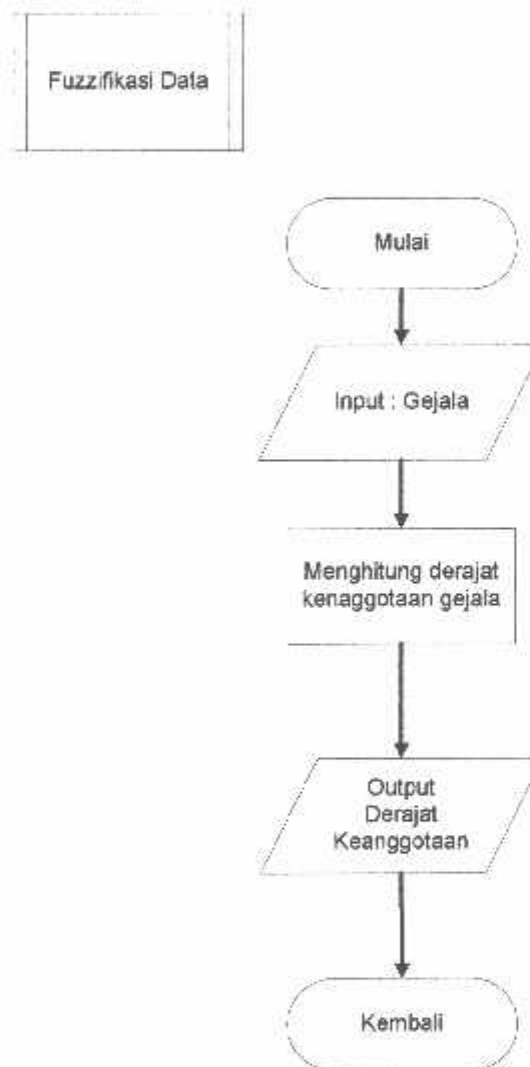 Fuzzifikasi Data
Mulai
Input : Gejala
Menghitung derajat
kenaggotaan gejala
Output
Derajat
Keanggotaan
Kembali